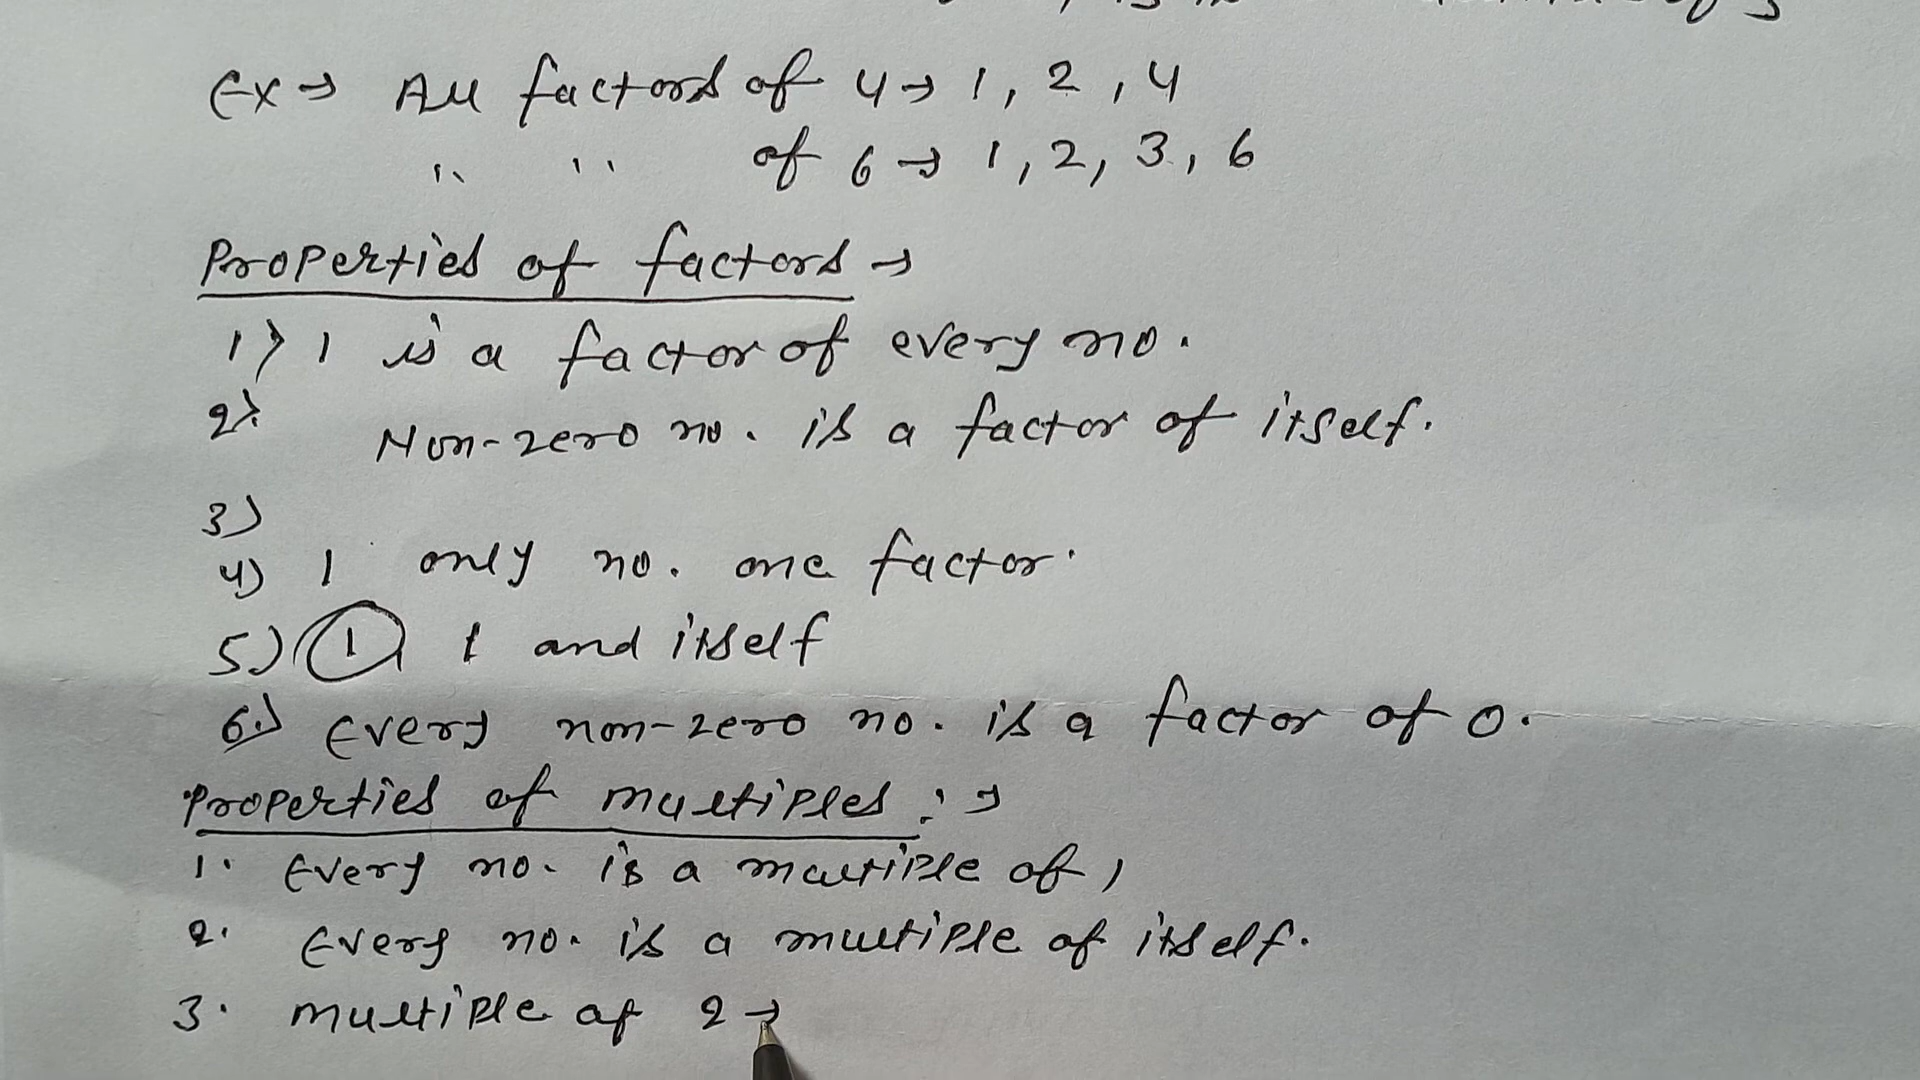 Ex → All factors of 4 → 1, 2, 4
" " of 6 → 1, 2, 3, 6
Properties of factors →
1) 1 is a factor of every no.
2) Non-zero no. is a factor of itself.
3)
4) 1 only no. one factor.
5) 1 1 and itself
6.) Every non-zero no. is a factor of 0.
Properties of multiples : →
1. Every no. is a multiple of 1
2. Every no. is a multiple of itself.
3. multiple of 2 →